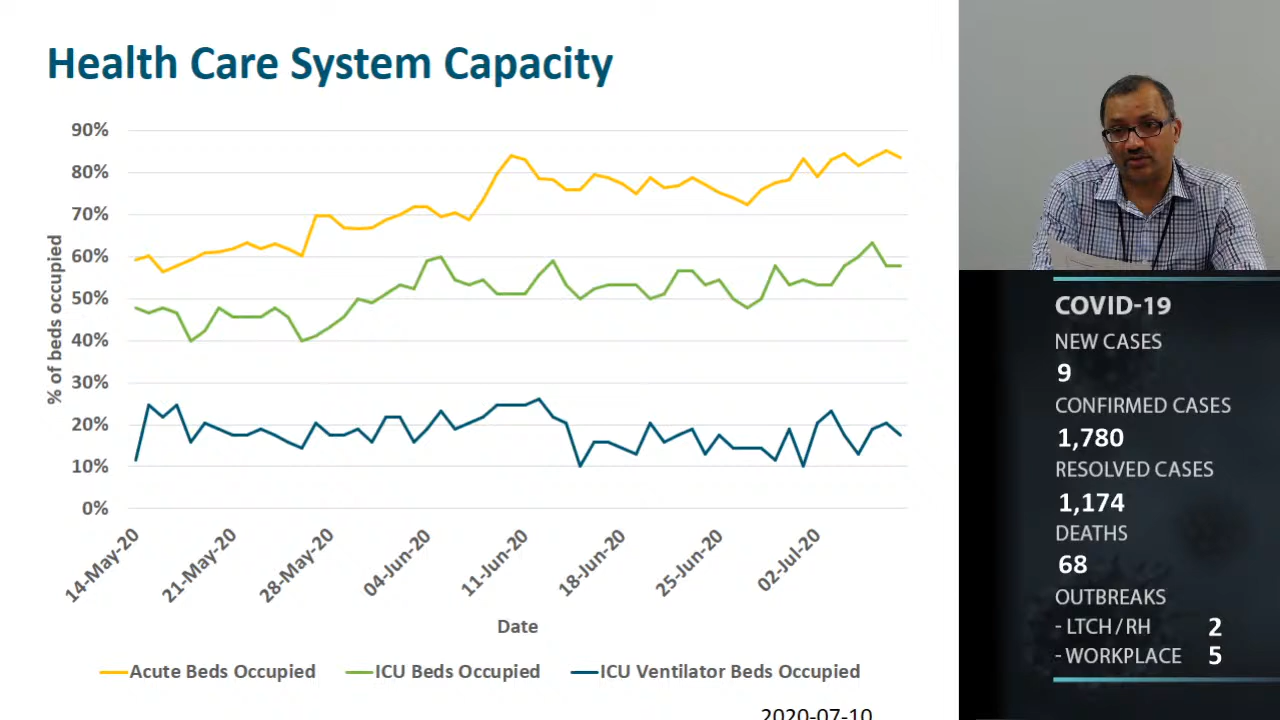 Health Care System Capacity
90%
80%
70%
60%
50%
40%
30%
20%
10%
0%
% of beds occupied
14-May-20
21-May-20
28-May-20
04-Jun-20
11-Jun-20
18-Jun-20
25-Jun-20
02-Jul-20
Date
Acute Beds Occupied
ICU Beds Occupied
ICU Ventilator Beds Occupied
2020-07-10
COVID-19
NEW CASES
9
CONFIRMED CASES
1,780
RESOLVED CASES
1,174
DEATHS
68
OUTBREAKS
- LTCH / RH 2
- WORKPLACE 5